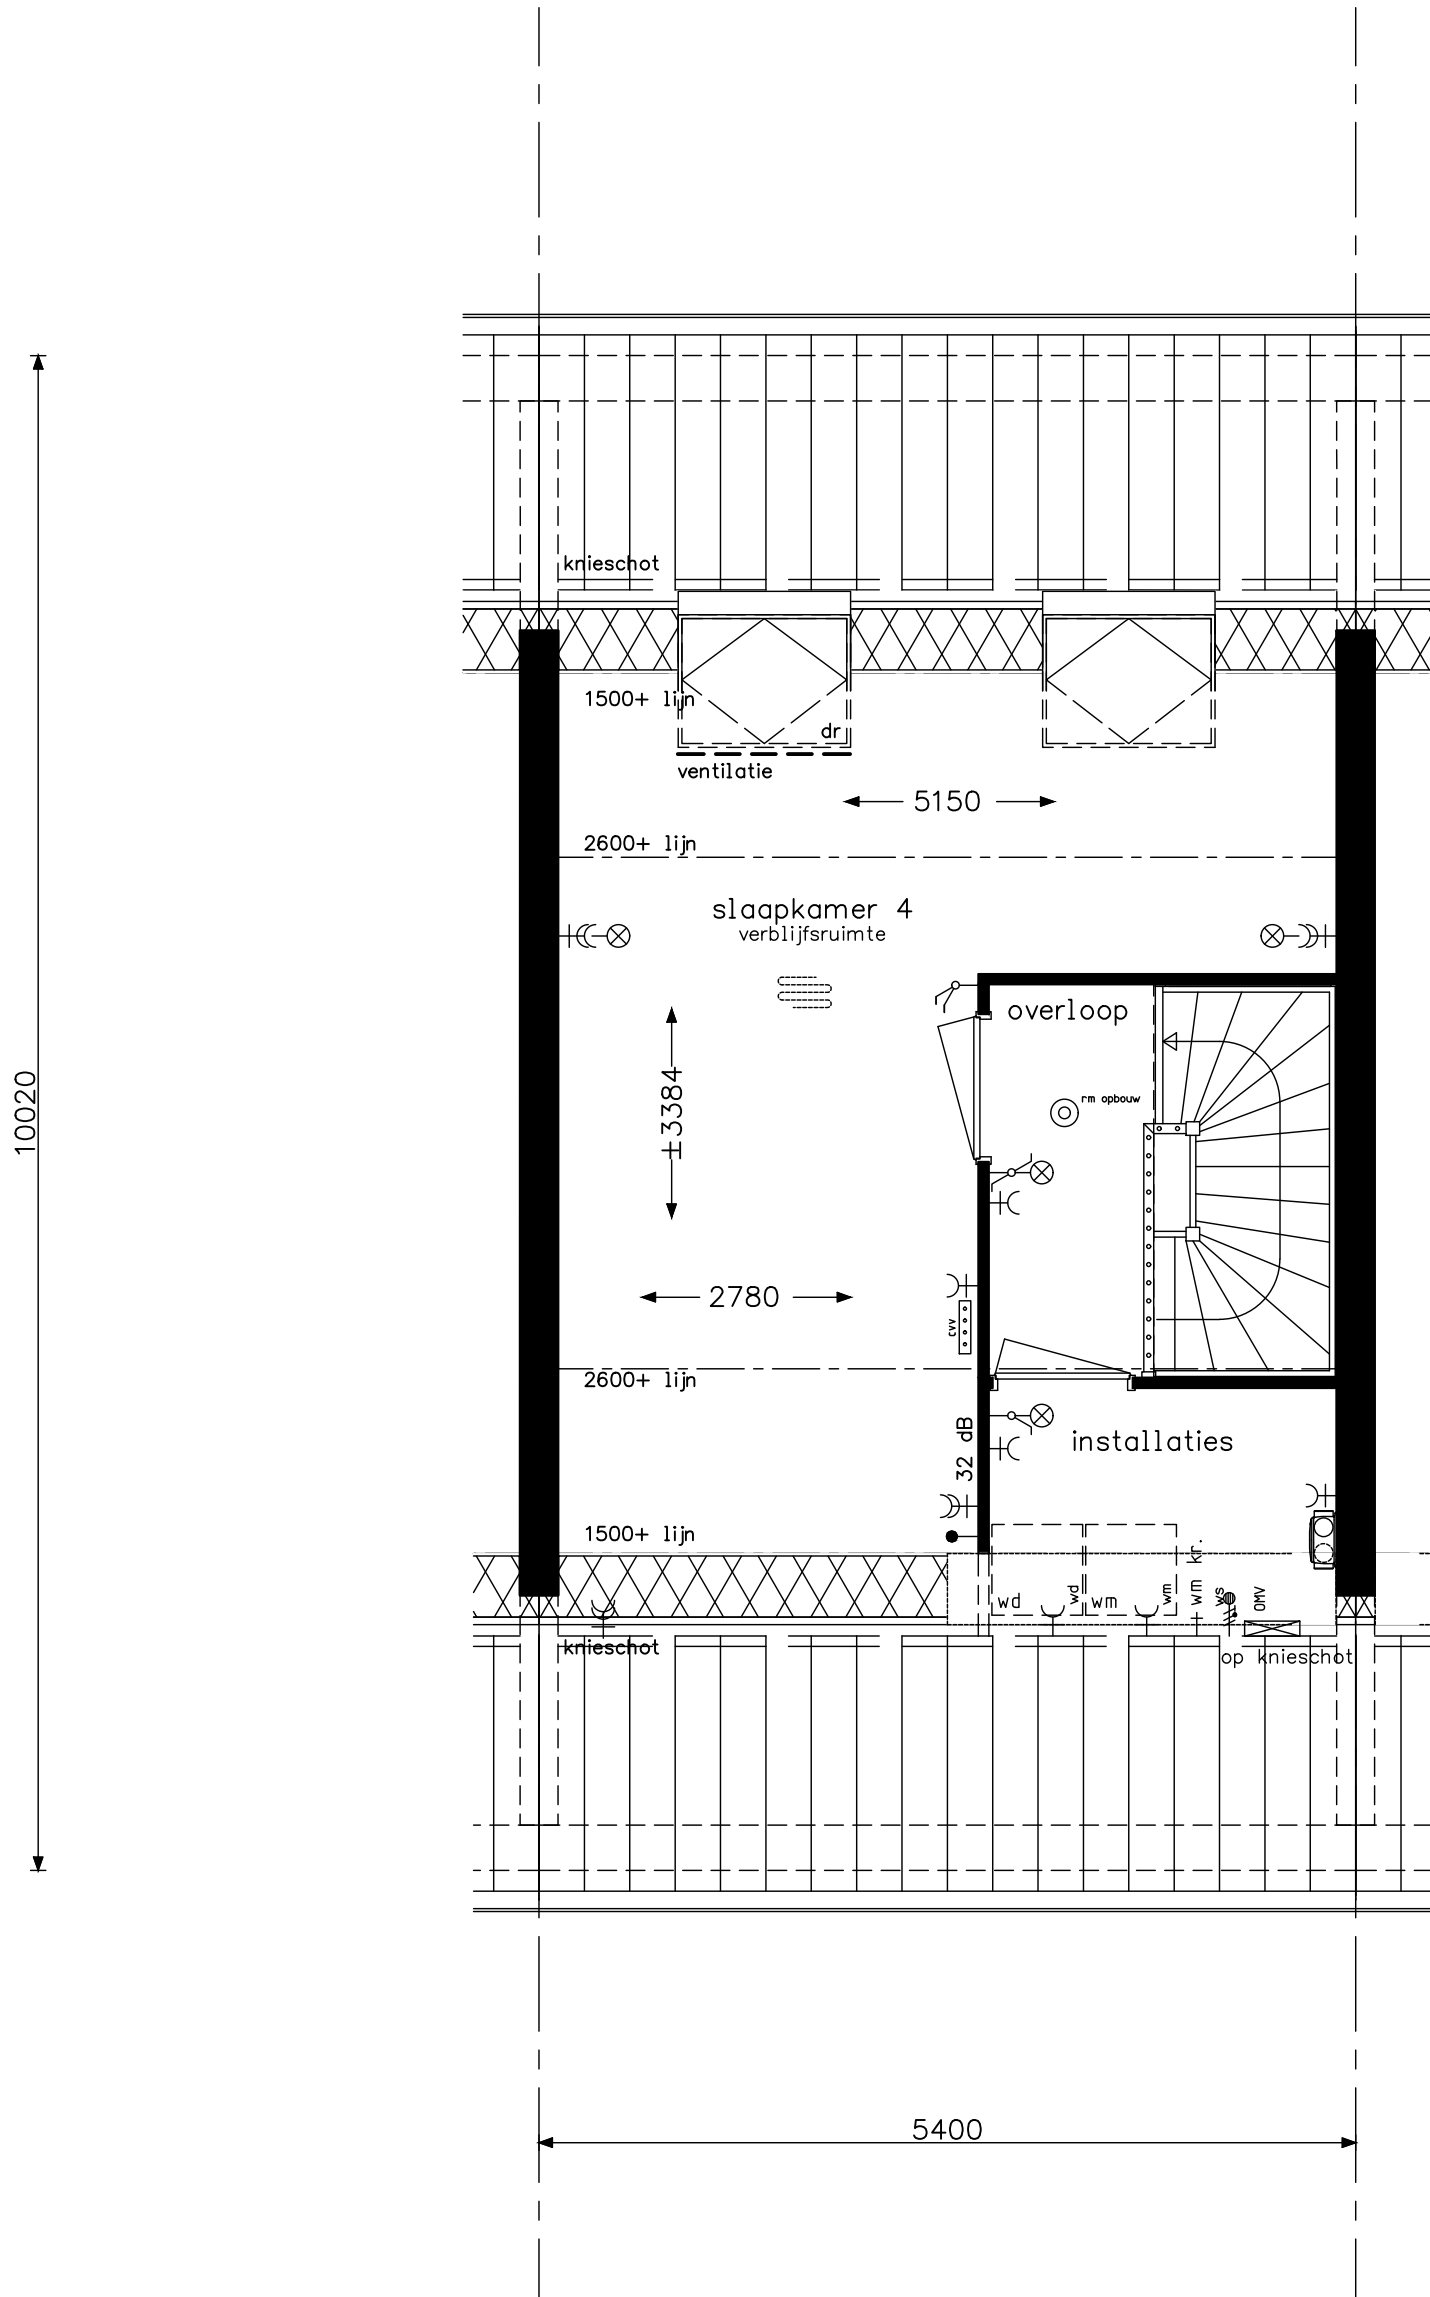 knieschot
1500+ lijn
dr
ventilatie
5150
2600+ lijn
slaapkamer 4
verblijfsruimte
overloop
rm opbouw
±3384
10020
2780
cvv
2600+ lijn
32 dB
installaties
1500+ lijn
wd
wd
wm
wm
wm kr.
ws
OMV
knieschot
op knieschot
5400